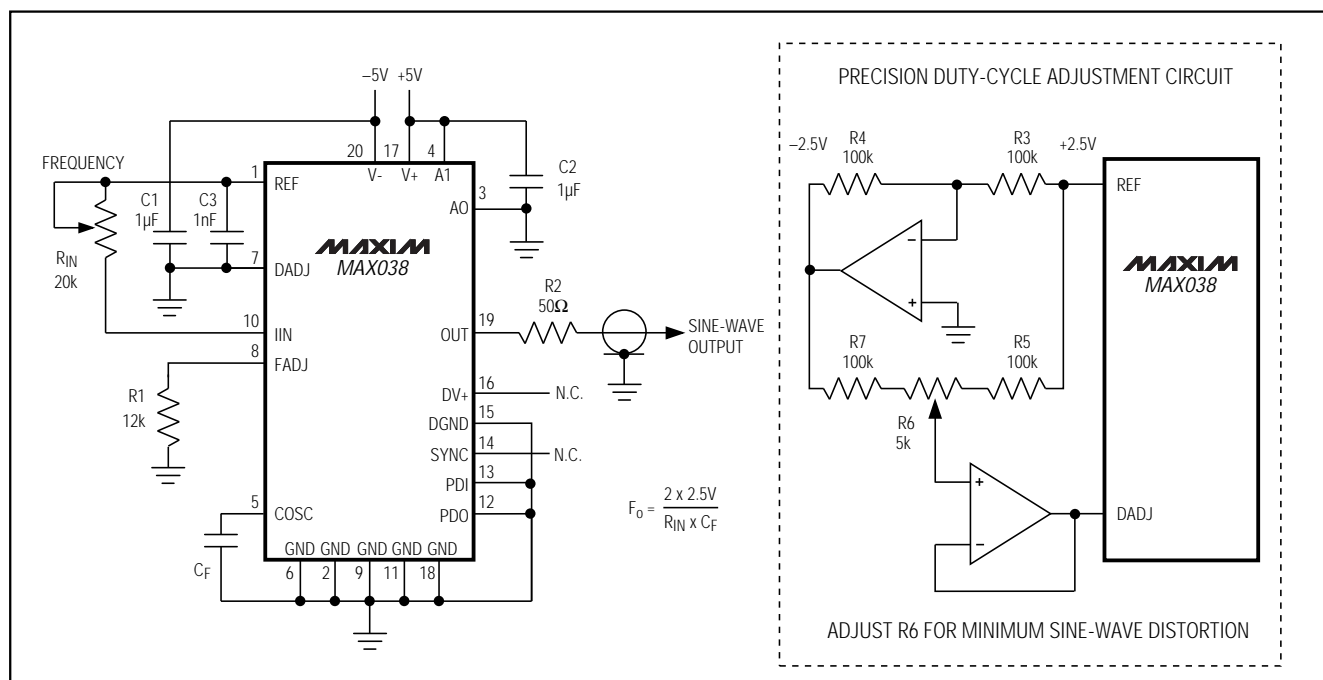 –5V +5V
20 17 4
V- V+ A1
FREQUENCY
1
REF
C1
1µF
C3
1nF
C2
1µF
3
AO
MAXIM
MAX038
7
DADJ
RIN
20k
10
IIN
8
FADJ
R1
12k
R2
50Ω
OUT
19
SINE-WAVE
OUTPUT
16
DV+
N.C.
15
DGND
14
SYNC
N.C.
13
PDI
12
PDO
5
COSC
CF
GND GND GND GND GND
6 2 9 11 18
Fo = 2 x 2.5V
RIN x CF
PRECISION DUTY-CYCLE ADJUSTMENT CIRCUIT
–2.5V
R4
100k
R3
100k
+2.5V
REF
MAXIM
MAX038
−
+
R7
100k
R5
100k
R6
5k
+
−
DADJ
ADJUST R6 FOR MINIMUM SINE-WAVE DISTORTION